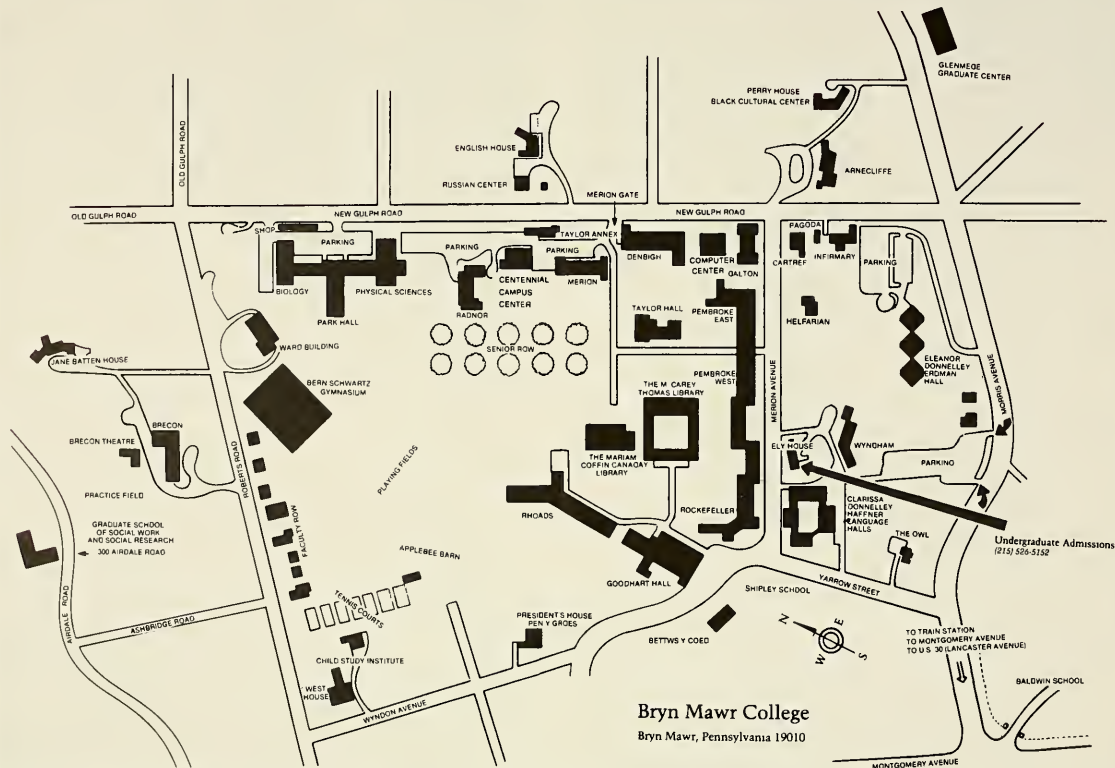 GLENMEDE
GRADUATE CENTER
PERRY HOUSE
BLACK CULTURAL CENTER
OLD GULPH ROAD
ENGLISH HOUSE
ARNECLIFFE
RUSSIAN CENTER
MERION GATE
OLD GULPH ROAD
NEW GULPH ROAD
NEW GULPH ROAD
SHOP
TAYLOR ANNEX
PAGODA
PARKING
PARKING
PARKING
DENBIGH
COMPUTER
CENTER
DALTON
CARTREF
INFIRMARY
PARKING
BIOLOGY
PHYSICAL SCIENCES
CENTENNIAL
CAMPUS
CENTER
MERION
RADNOR
PARK HALL
TAYLOR HALL
PEMBROKE
EAST
HELFARIAN
WARD BUILDING
SENIOR ROW
JANE BATTEN HOUSE
ELEANOR
DONNELLEY
ERDMAN
HALL
MORRIS AVENUE
BERN SCHWARTZ
GYMNASIUM
PEMBROKE
WEST
MERION AVENUE
THE M CAREY
THOMAS LIBRARY
BRECON
BRECON THEATRE
ROBERTS ROAD
ELY HOUSE
WYNDHAM
THE MARIAM
COFFIN CANADAY
LIBRARY
PARKING
PLAYING FIELDS
PRACTICE FIELD
RHOADS
ROCKEFELLER
CLARISSA
DONNELLEY
HAFFNER
LANGUAGE
HALLS
GRADUATE SCHOOL
OF SOCIAL WORK
AND SOCIAL RESEARCH
300 AIRDALE ROAD
FACULTY ROW
THE OWL
Undergraduate Admissions
(215) 526-5152
APPLEBEE BARN
GOODHART HALL
YARROW STREET
SHIPLEY SCHOOL
AIRDALE ROAD
ASHBRIDGE ROAD
TENNIS COURTS
PRESIDENT'S HOUSE
PEN Y GROES
BETTWS Y COED
N
E
W
S
TO TRAIN STATION
TO MONTGOMERY AVENUE
TO U.S. 30 (LANCASTER AVENUE)
CHILD STUDY INSTITUTE
WEST
HOUSE
BALDWIN SCHOOL
WYNDON AVENUE
Bryn Mawr College
Bryn Mawr, Pennsylvania 19010
MONTGOMERY AVENUE